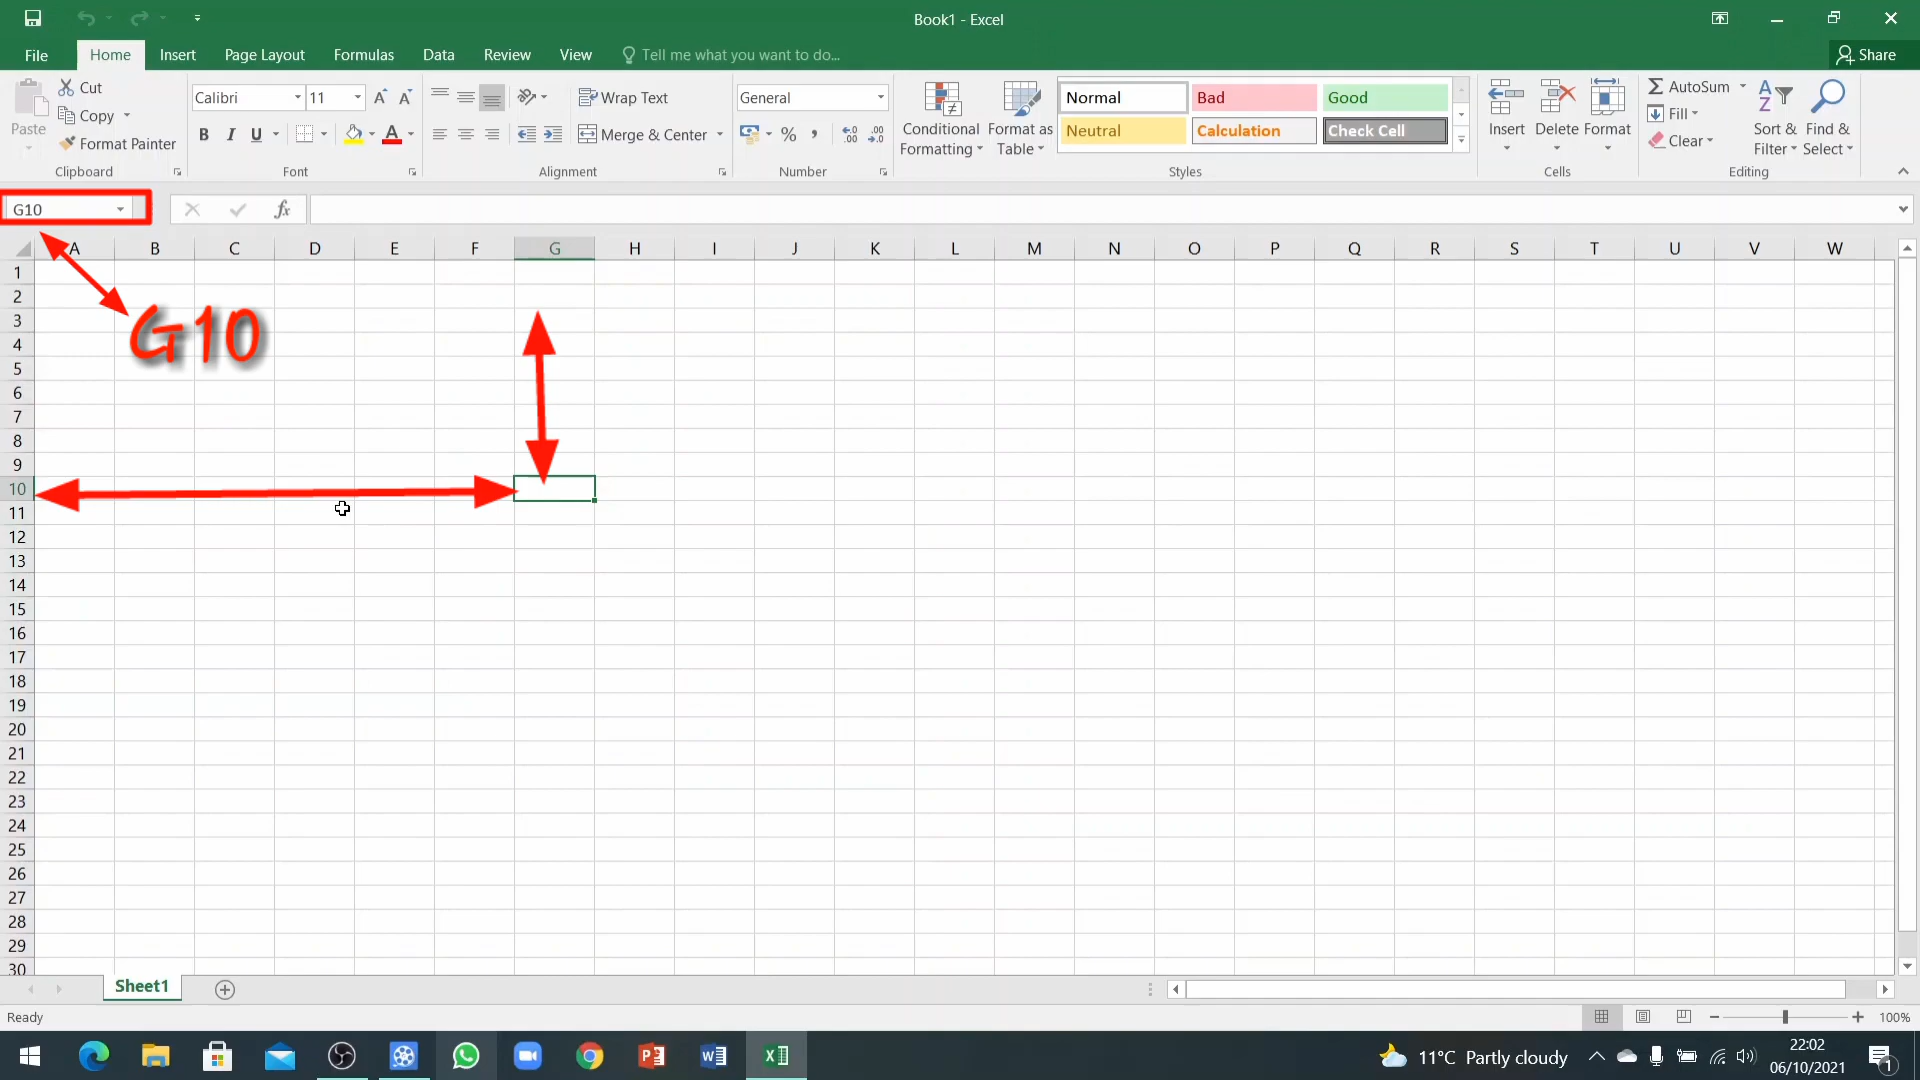 Book1 - Excel
File Home Insert Page Layout Formulas Data Review View Tell me what you want to do... Share
Cut
Copy
Format Painter
Paste
Clipboard
Calibri 11
B I U A
Font
Wrap Text
Merge & Center
Alignment
General
%
Number
Conditional Formatting
Format as Table
Normal Bad Good
Neutral Calculation Check Cell
Styles
Insert Delete Format
Cells
AutoSum
Fill
Clear
Sort & Filter
Find & Select
Editing
G10 fx
A B C D E F G H I J K L M N O P Q R S T U V W
1
2
3
G10
4
5
6
7
8
9
10
11
12
13
14
15
16
17
18
19
20
21
22
23
24
25
26
27
28
29
30
Sheet1
Ready 100%
11°C Partly cloudy
22:02
06/10/2021
1